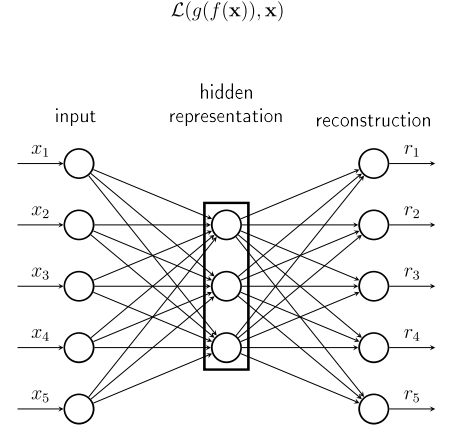 ℒ(g(f(𝐱)), 𝐱)
hidden
input representation reconstruction
x₁ r₁
x₂ r₂
x₃ r₃
x₄ r₄
x₅ r₅